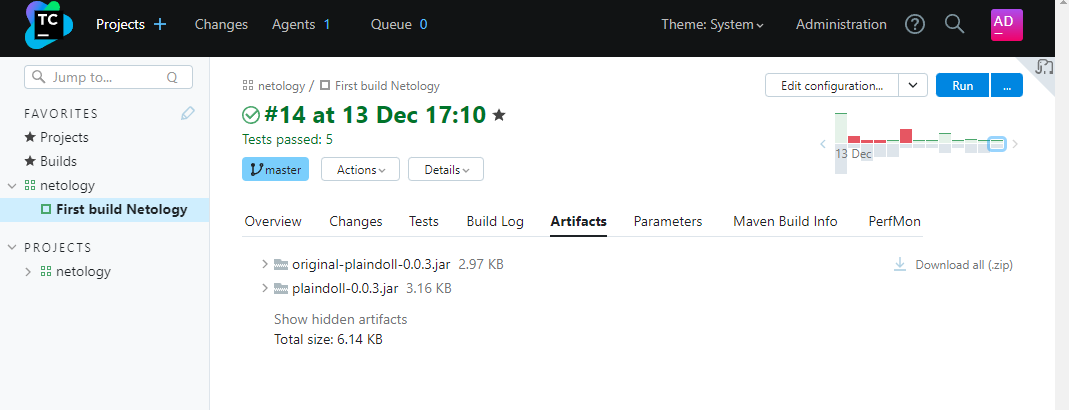 TC
Projects
Changes
Agents 1
Queue 0
Theme: System
Administration
AD
Jump to... Q
FAVORITES
Projects
Builds
netology
First build Netology
PROJECTS
netology
netology / First build Netology
Edit configuration...
Run
...
#14 at 13 Dec 17:10
Tests passed: 5
13 Dec
master
Actions
Details
Overview
Changes
Tests
Build Log
Artifacts
Parameters
Maven Build Info
PerfMon
original-plaindoll-0.0.3.jar 2.97 KB
Download all (.zip)
plaindoll-0.0.3.jar 3.16 KB
Show hidden artifacts
Total size: 6.14 KB